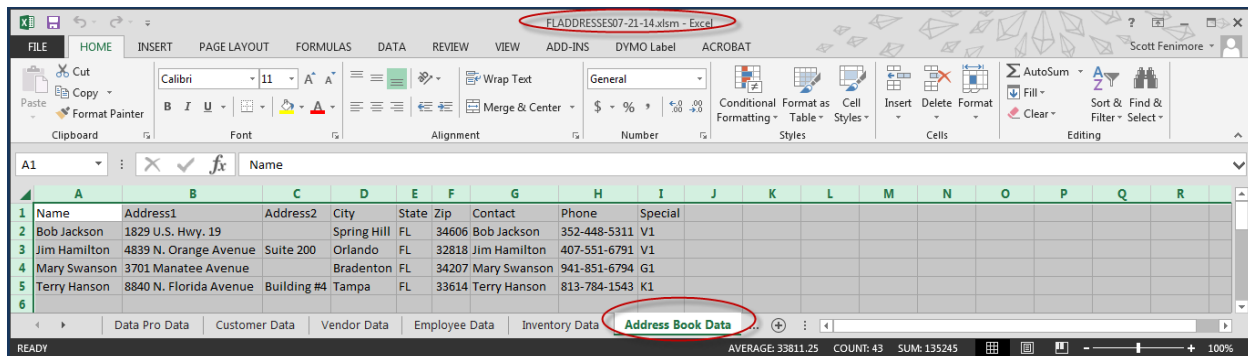 FLADDRESSES07-21-14.xlsm - Excel
?
FILE HOME INSERT PAGE LAYOUT FORMULAS DATA REVIEW VIEW ADD-INS DYMO Label ACROBAT Scott Fenimore
Paste Cut Copy Format Painter
Calibri 11 A A
B I U A
Wrap Text
Merge & Center
General
$ % , .00 .00
Conditional Formatting Format as Table Cell Styles
Insert Delete Format
AutoSum
Fill
Clear
Sort & Filter Find & Select
Clipboard Font Alignment Number Styles Cells Editing
A1 fx Name
A B C D E F G H I J K L M N O P Q R
1 Name Address1 Address2 City State Zip Contact Phone Special
2 Bob Jackson 1829 U.S. Hwy. 19 Spring Hill FL 34606 Bob Jackson 352-448-5311 V1
3 Jim Hamilton 4839 N. Orange Avenue Suite 200 Orlando FL 32818 Jim Hamilton 407-551-6791 V1
4 Mary Swanson 3701 Manatee Avenue Bradenton FL 34207 Mary Swanson 941-851-6794 G1
5 Terry Hanson 8840 N. Florida Avenue Building #4 Tampa FL 33614 Terry Hanson 813-784-1543 K1
6
Data Pro Data Customer Data Vendor Data Employee Data Inventory Data Address Book Data ...
READY AVERAGE: 33811.25 COUNT: 43 SUM: 135245 100%